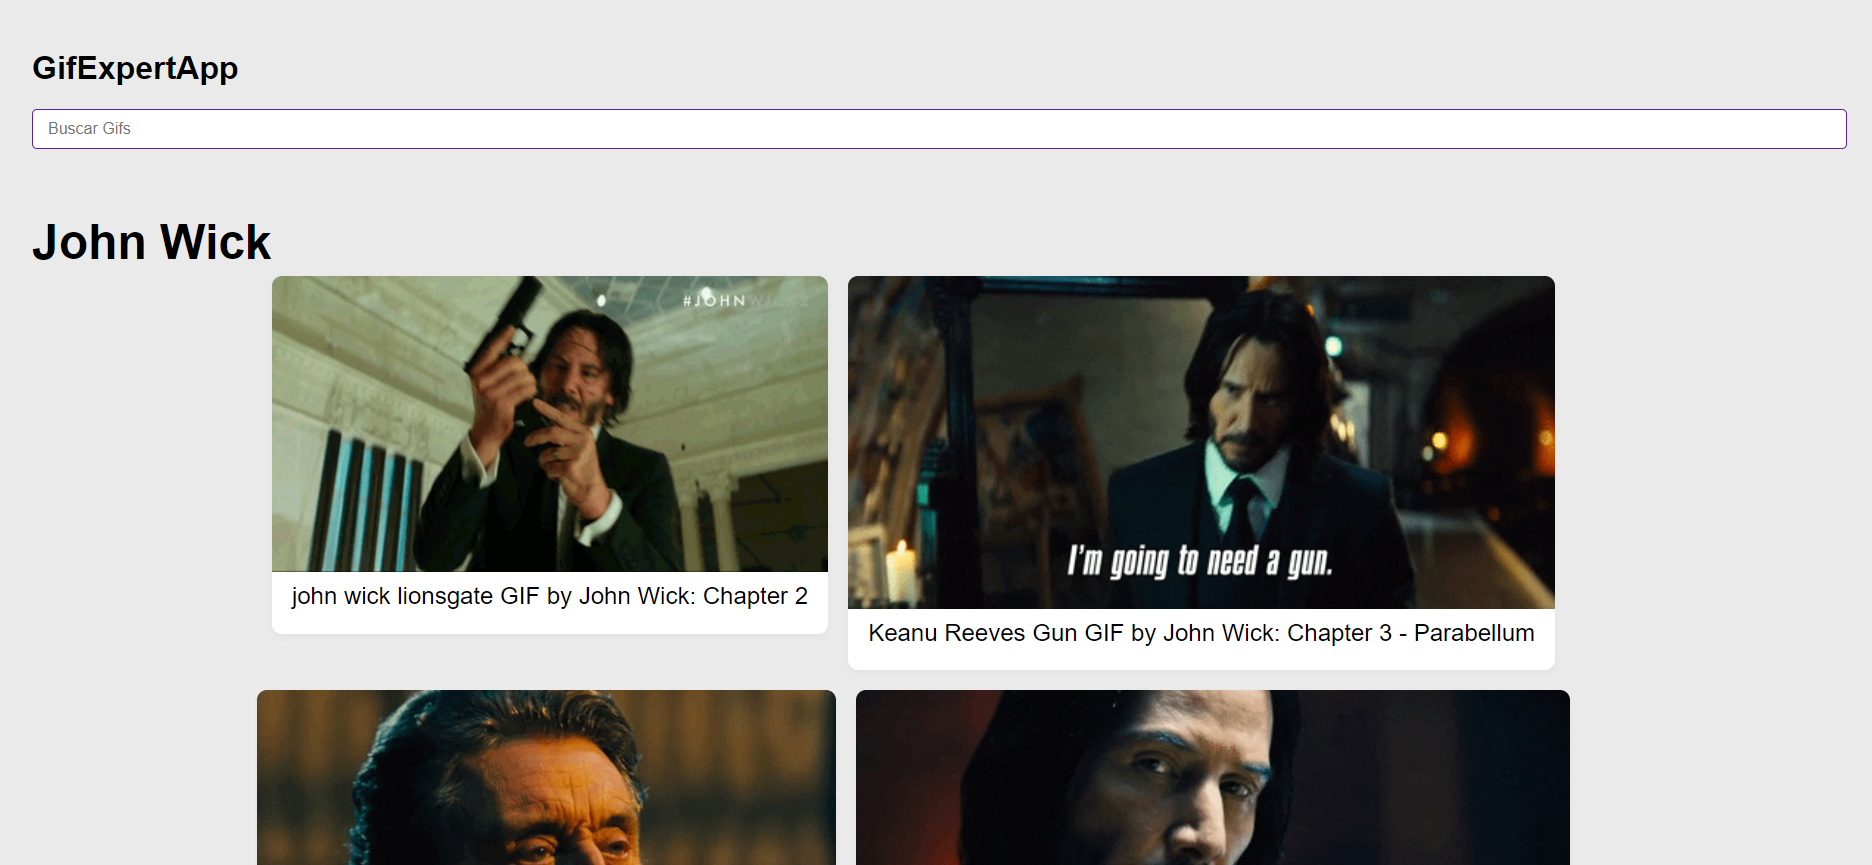 GifExpertApp
Buscar Gifs
John Wick
#JOHNWICK2
I'm going to need a gun.
john wick lionsgate GIF by John Wick: Chapter 2
Keanu Reeves Gun GIF by John Wick: Chapter 3 - Parabellum